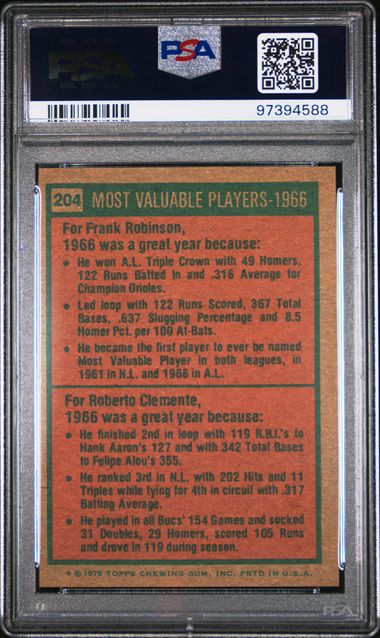 PSA
PSA
97394588
204 MOST VALUABLE PLAYERS-1966
For Frank Robinson,
1966 was a great year because:
• He won A.L. Triple Crown with 49 Homers,
122 Runs Batted In and .316 Average for
Champion Orioles.
• Led loop with 122 Runs Scored, 367 Total
Bases, .637 Slugging Percentage and 8.5
Homer Pct. per 100 At-Bats.
• He became the first player to ever be named
Most Valuable Player in both leagues, in
1961 in N.L. and 1966 in A.L.
For Roberto Clemente,
1966 was a great year because:
• He finished 2nd in loop with 119 R.B.I.'s to
Hank Aaron's 127 and with 342 Total Bases
to Felipe Alou's 355.
• He ranked 3rd in N.L. with 202 Hits and 11
Triples while tying for 4th in circuit with .317
Batting Average.
• He played in all Bucs' 154 Games and socked
31 Doubles, 29 Homers, scored 105 Runs
and drove in 119 during season.
★ © 1975 TOPPS CHEWING GUM, INC. PRTD IN U.S.A.
PSA